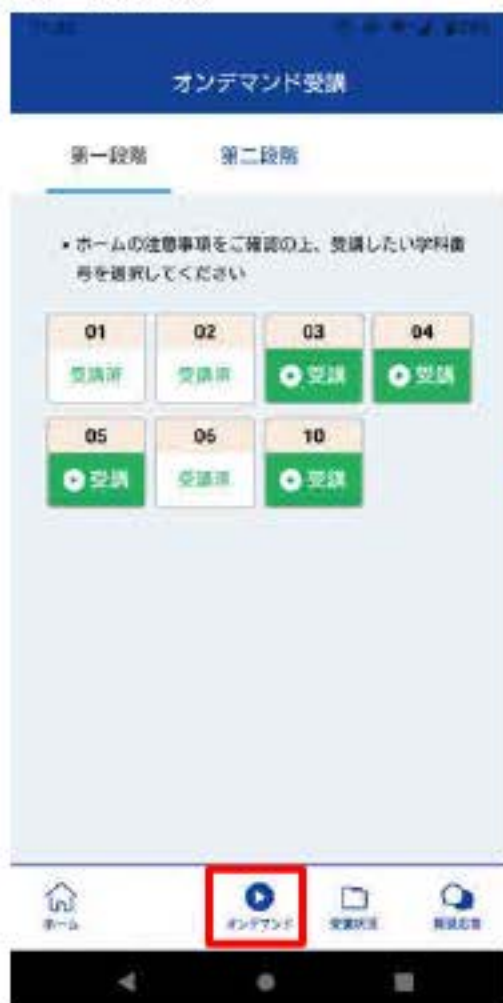 オンデマンド受講
第一段階 第二段階
• ホームの注意事項をご確認の上、受講したい学科番
号を選択してください
01 02 03 04
受講済 受講済 受講 受講
05 06 10
受講 受講済 受講
ホーム オンデマンド 受講状況